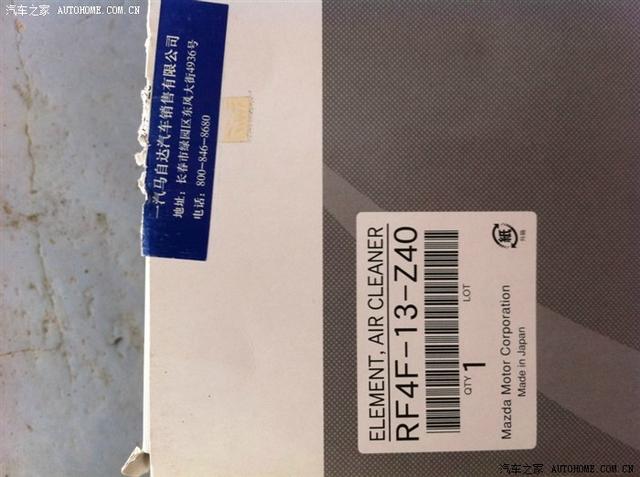 汽车之家 AUTOHOME.COM.CN
一汽马自达汽车销售有限公司
地址：长春市绿园区东风大街4936号
电话：800-846-8680
ELEMENT, AIR CLEANER
RF4F-13-Z40
QTY 1
LOT
Mazda Motor Corporation
Made in Japan
紙
外箱
汽车之家 AUTOHOME.COM.CN